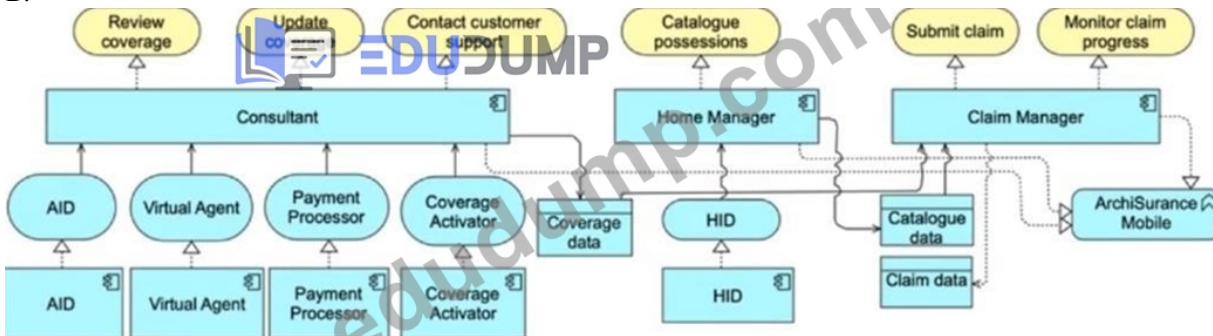 Review
coverage
Update
coverage
Contact customer
support
Catalogue
possessions
Submit claim
Monitor claim
progress
EDUDUMP
edudump.com
Consultant
Home Manager
Claim Manager
AID
Virtual Agent
Payment
Processor
Coverage
Activator
Coverage
data
HID
Catalogue
data
ArchiSurance
Mobile
AID
Virtual Agent
Payment
Processor
Coverage
Activator
HID
Claim data